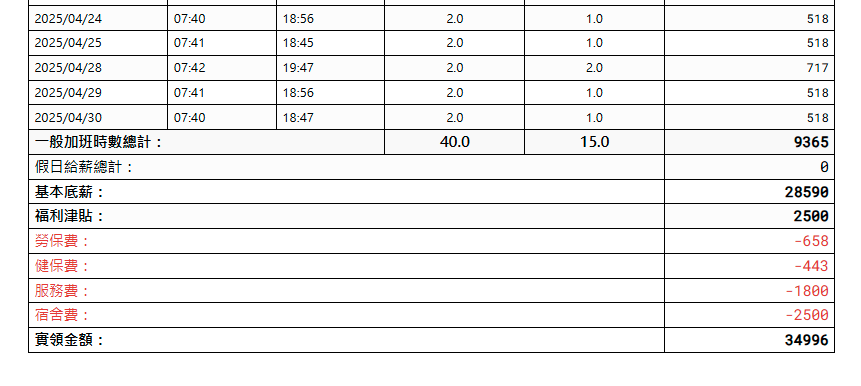 2025/04/24 07:40 18:56 2.0 1.0 518
2025/04/25 07:41 18:45 2.0 1.0 518
2025/04/28 07:42 19:47 2.0 2.0 717
2025/04/29 07:41 18:56 2.0 1.0 518
2025/04/30 07:40 18:47 2.0 1.0 518
一般加班時數總計： 40.0 15.0 9365
假日給薪總計： 0
基本底薪： 28590
福利津貼： 2500
勞保費： -658
健保費： -443
服務費： -1800
宿舍費： -2500
實領金額： 34996